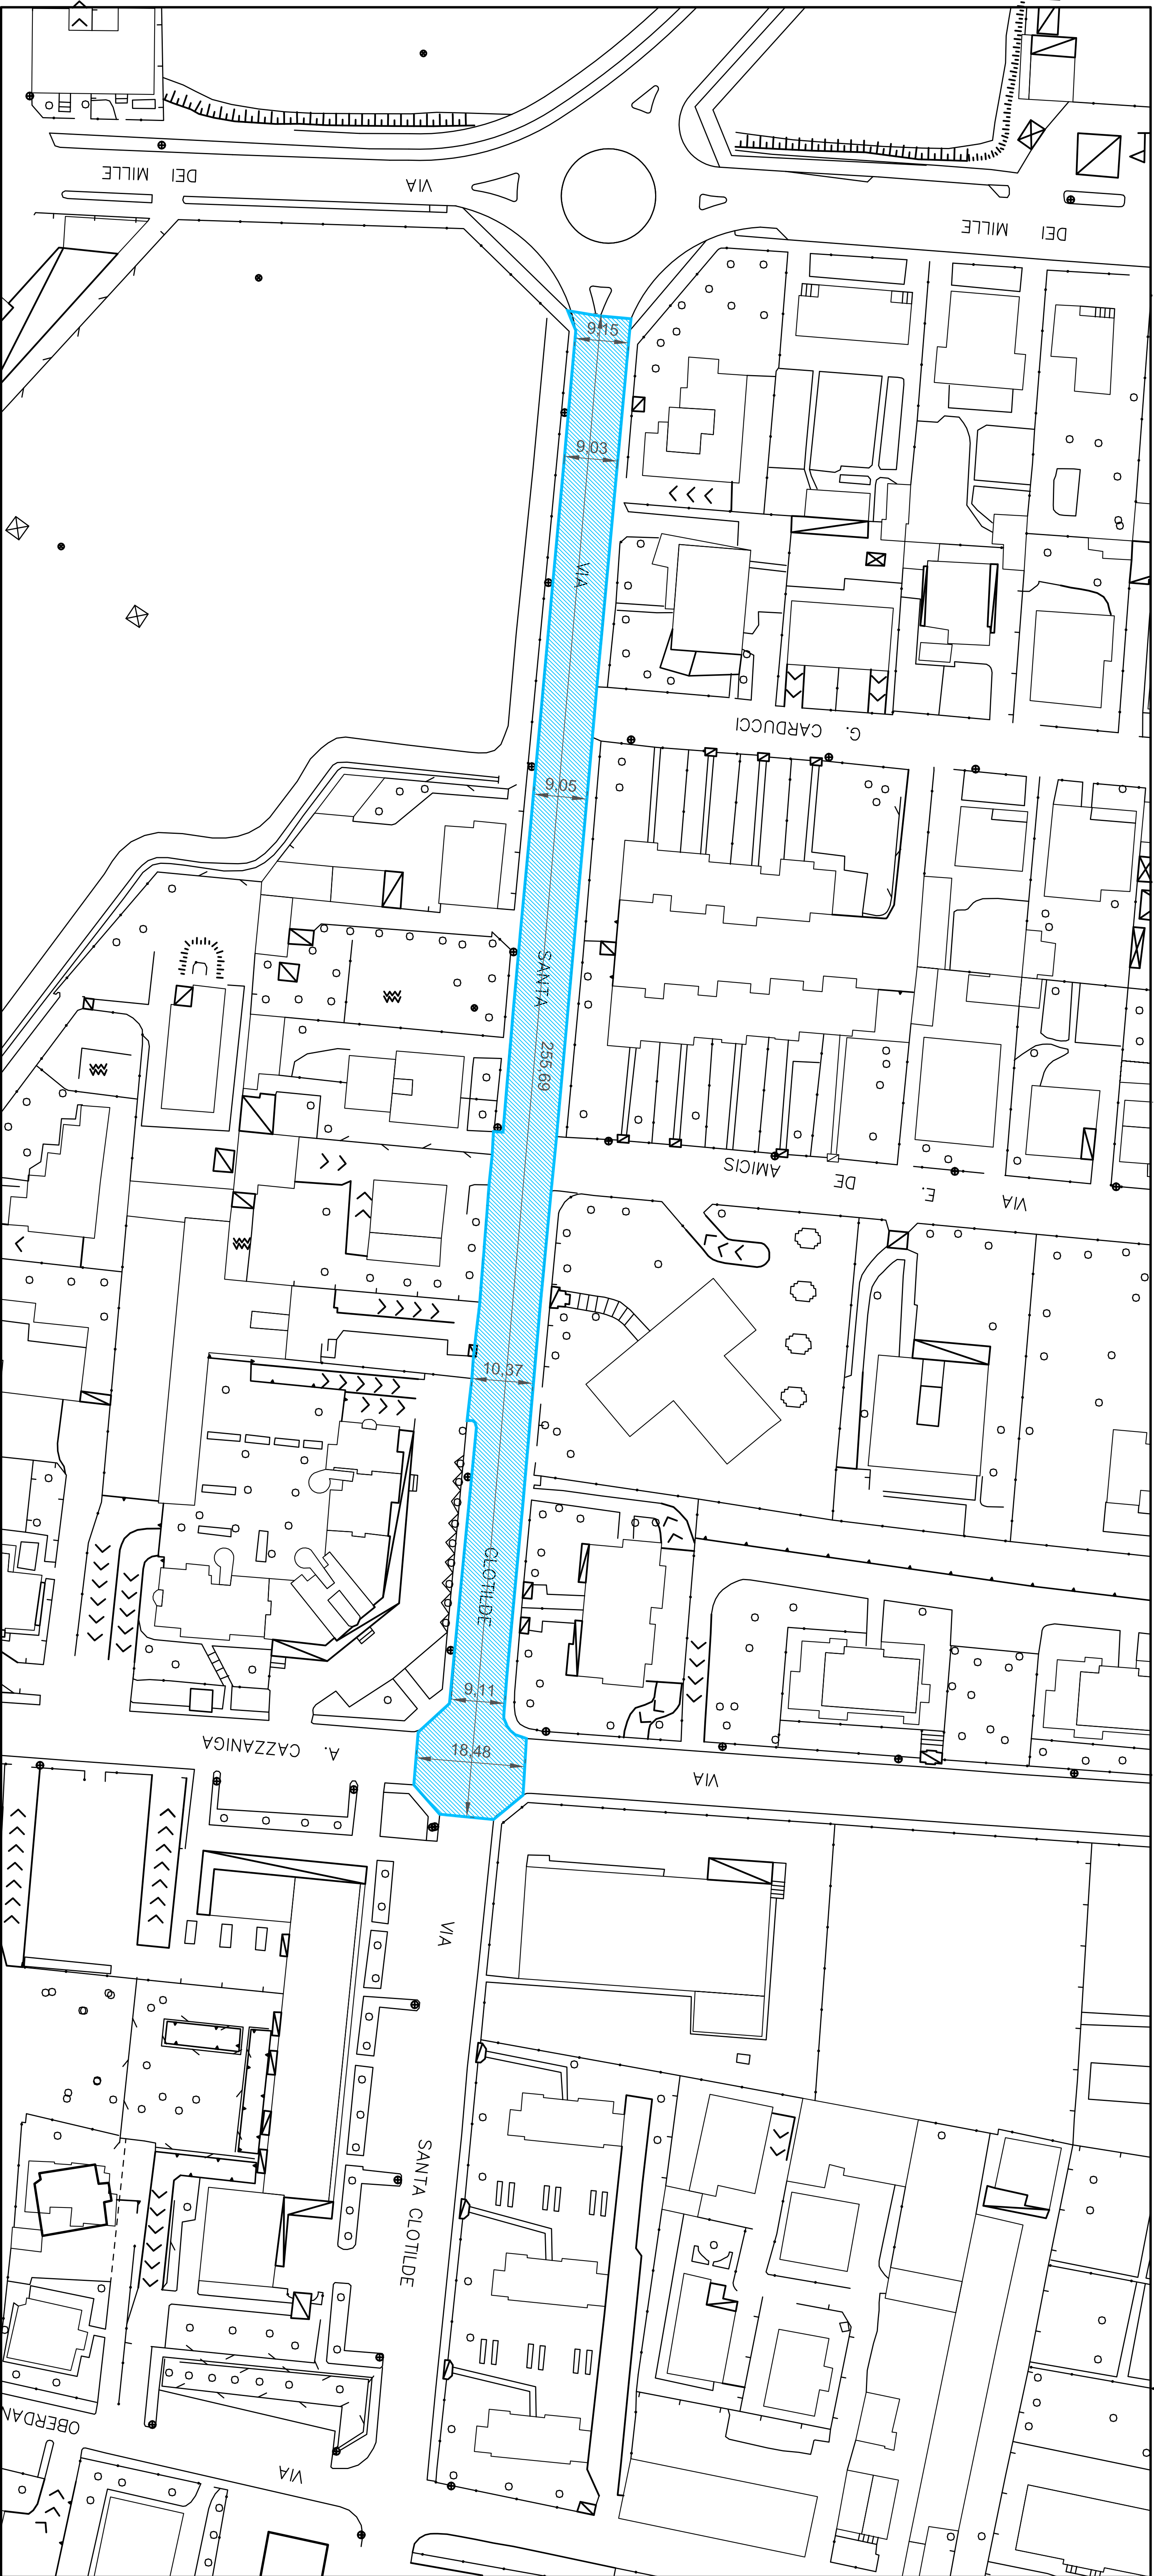 DEI MILLE
VIA
DEI MILLE
9,15
9,03
VIA
G. CARDUCCI
9,05
SANTA
255,69
VIA E. DE AMICIS
10,37
CLOTILDE
9,11
A. CAZZANIGA
18,48
VIA
VIA
SANTA CLOTILDE
OBERDAN
VIA